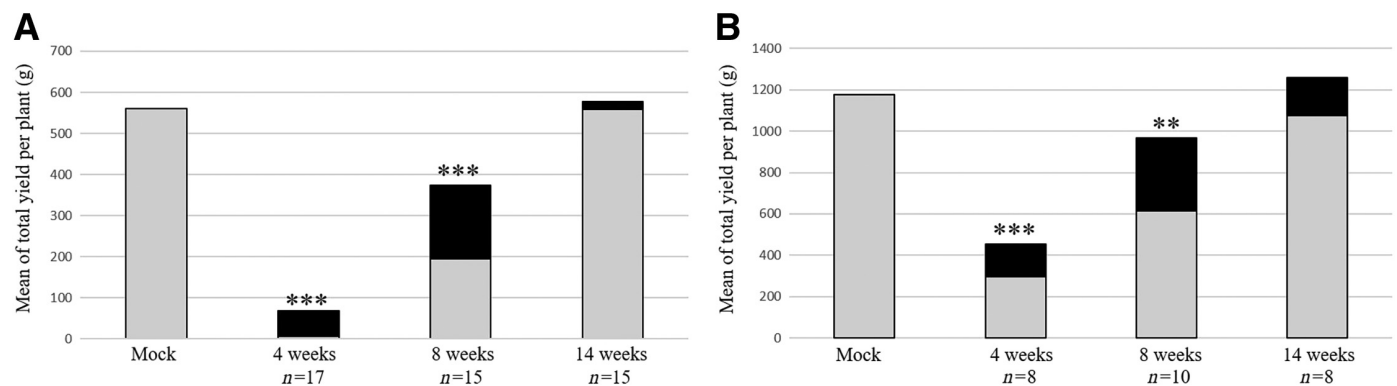 A
Mean of total yield per plant (g)
700
600
500
400
300
200
100
0
***
***
Mock
4 weeks
n=17
8 weeks
n=15
14 weeks
n=15
B
Mean of total yield per plant (g)
1400
1200
1000
800
600
400
200
0
***
**
Mock
4 weeks
n=8
8 weeks
n=10
14 weeks
n=8